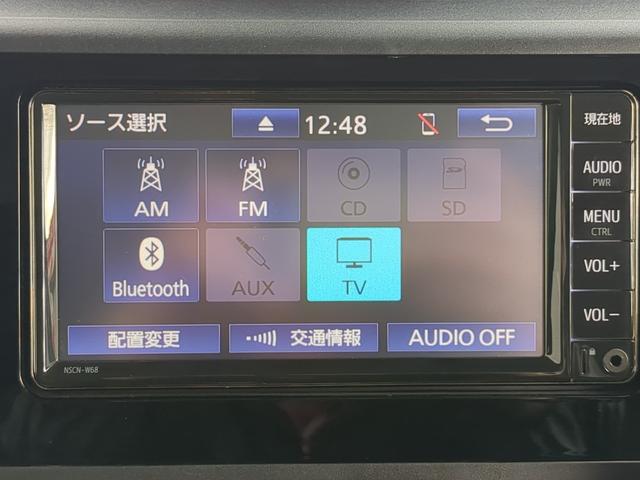 ソース選択
12:48
AM
FM
CD
SD
Bluetooth
AUX
TV
配置変更
交通情報
AUDIO OFF
NSCN-W68
現在地
AUDIO
PWR
MENU
CTRL
VOL+
VOL−